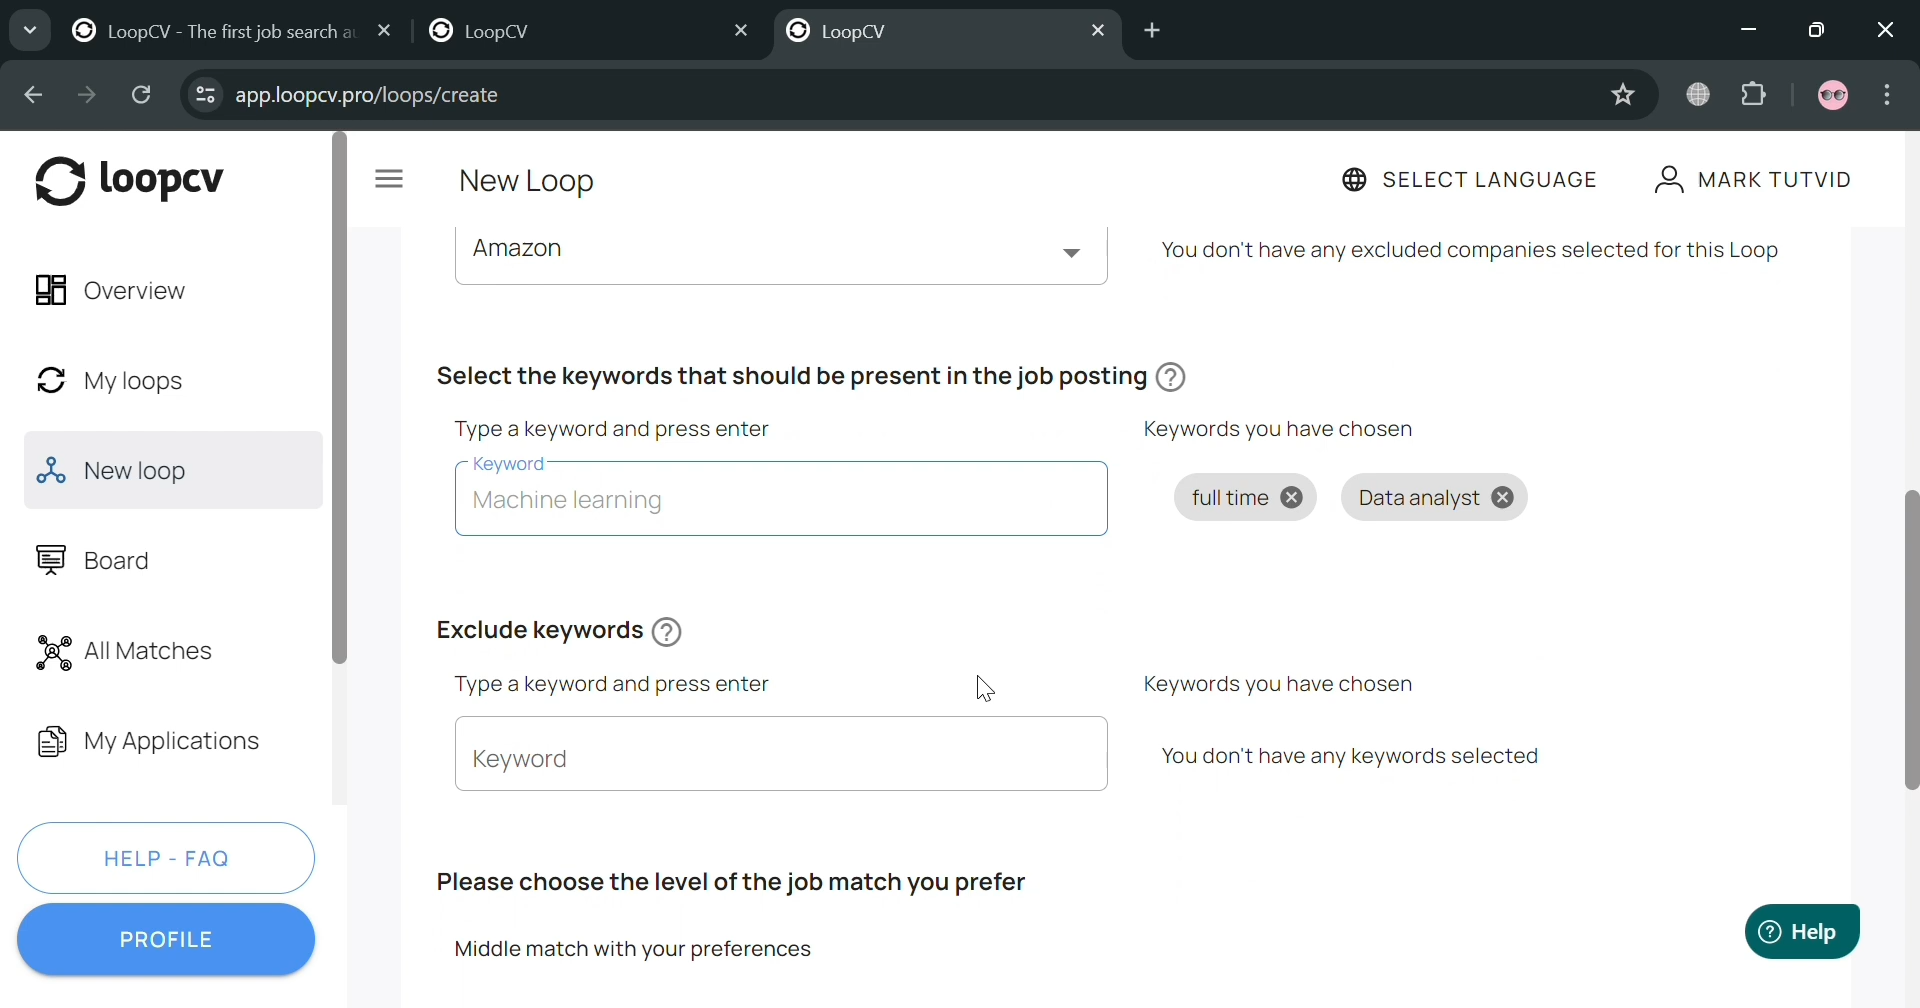 LoopCV - The first job search au
LoopCV
LoopCV
app.loopcv.pro/loops/create
loopcv
New Loop
SELECT LANGUAGE
MARK TUTVID
Overview
My loops
New loop
Board
All Matches
My Applications
HELP - FAQ
PROFILE
Amazon
You don't have any excluded companies selected for this Loop
Select the keywords that should be present in the job posting
Type a keyword and press enter
Keywords you have chosen
Keyword
Machine learning
full time
Data analyst
Exclude keywords
Type a keyword and press enter
Keywords you have chosen
Keyword
You don't have any keywords selected
Please choose the level of the job match you prefer
Middle match with your preferences
Help